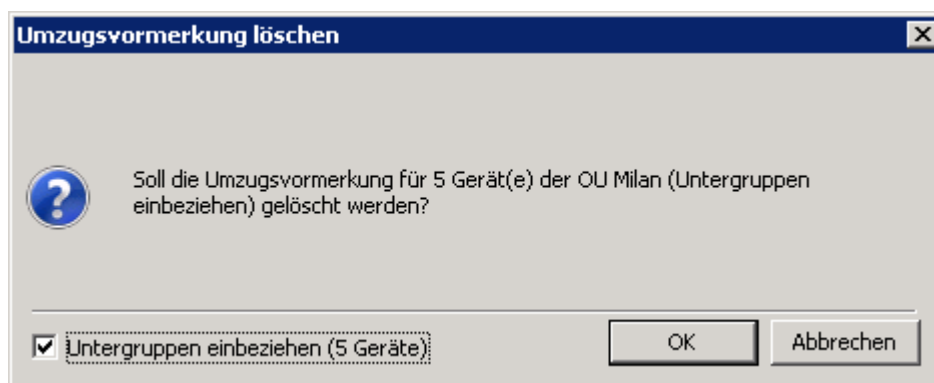 Umzugsvormerkung löschen
Soll die Umzugsvormerkung für 5 Gerät(e) der OU Milan (Untergruppen
einbeziehen) gelöscht werden?
Untergruppen einbeziehen (5 Geräte)
OK
Abbrechen